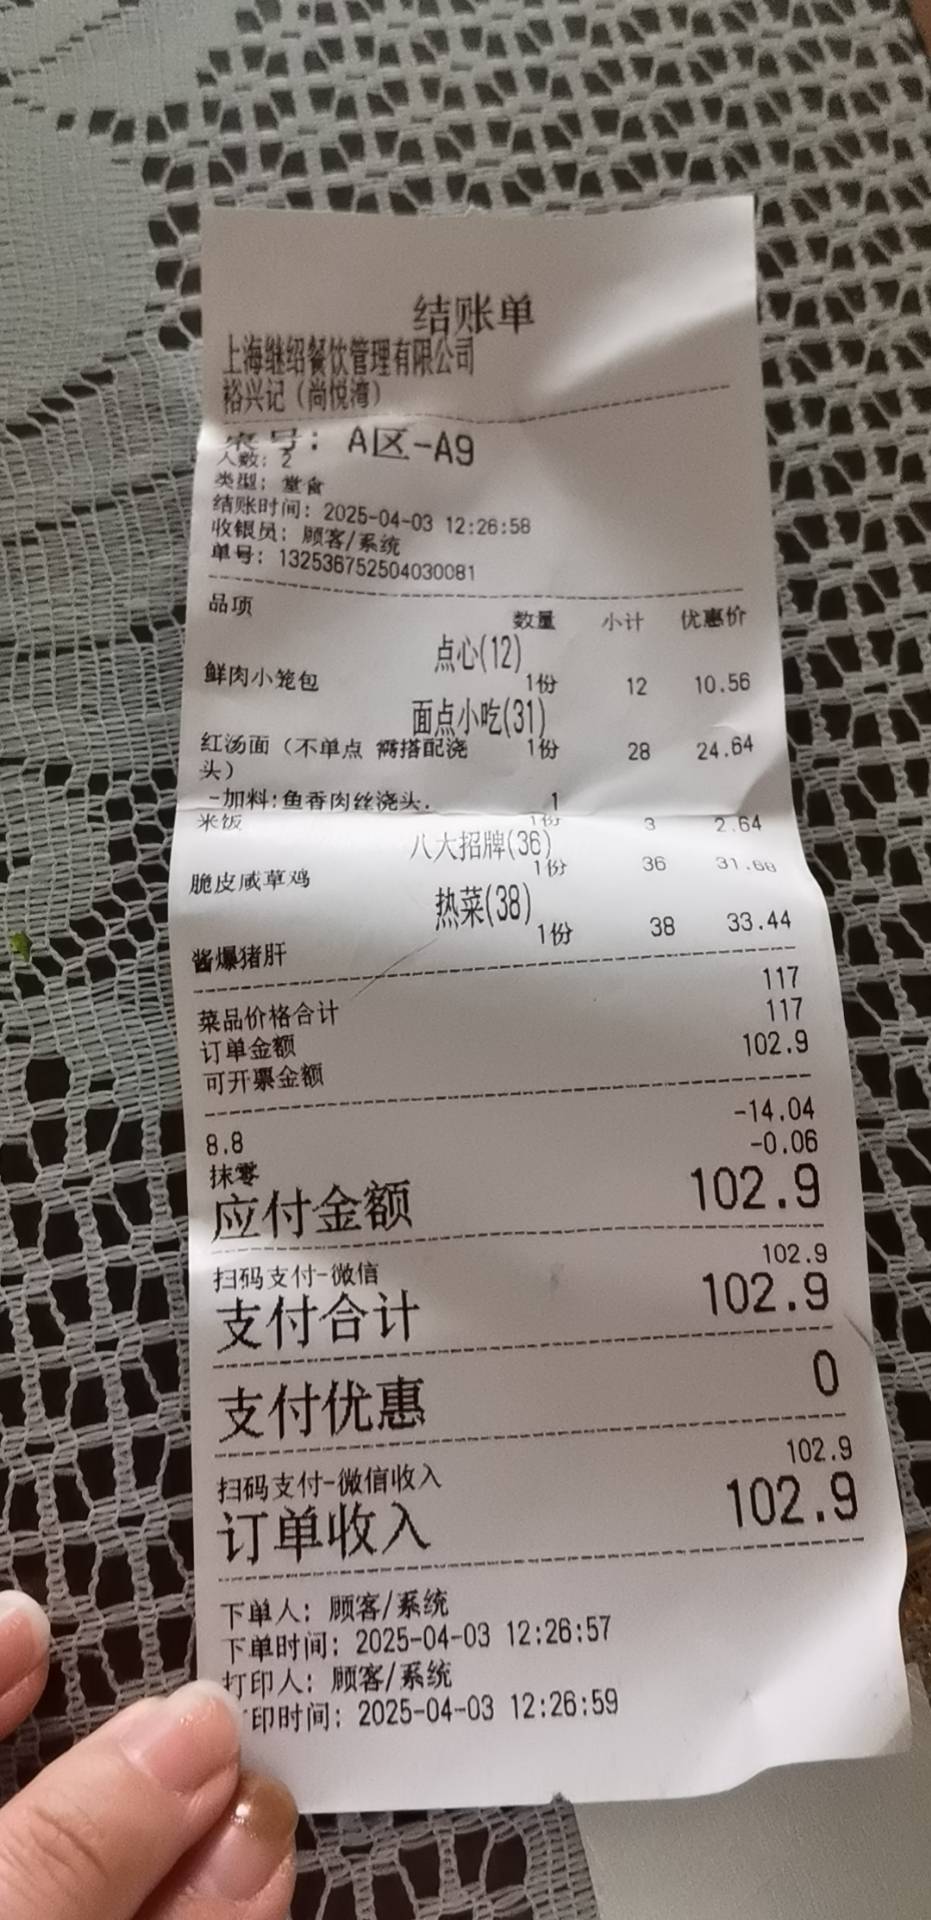 结账单
上海继绍餐饮管理有限公司
裕兴记（尚悦湾）
桌号: A区-A9
人数: 2
类型: 堂食
结账时间: 2025-04-03 12:26:58
收银员: 顾客/系统
单号: 132536752504030081
品项 数量 小计 优惠价
点心(12)
鲜肉小笼包 1份 12 10.56
面点小吃(31)
红汤面（不单点 需搭配浇 1份 28 24.64
头）
-加料:鱼香肉丝浇头. 1
米饭 1份 3 2.64
八大招牌(36)
脆皮咸草鸡 1份 36 31.68
热菜(38)
酱爆猪肝 1份 38 33.44
菜品价格合计 117
订单金额 117
可开票金额 102.9
8.8 -14.04
抹零 -0.06
应付金额 102.9
扫码支付-微信 102.9
支付合计 102.9
支付优惠 0
扫码支付-微信收入 102.9
订单收入 102.9
下单人: 顾客/系统
下单时间: 2025-04-03 12:26:57
打印人: 顾客/系统
印时间: 2025-04-03 12:26:59